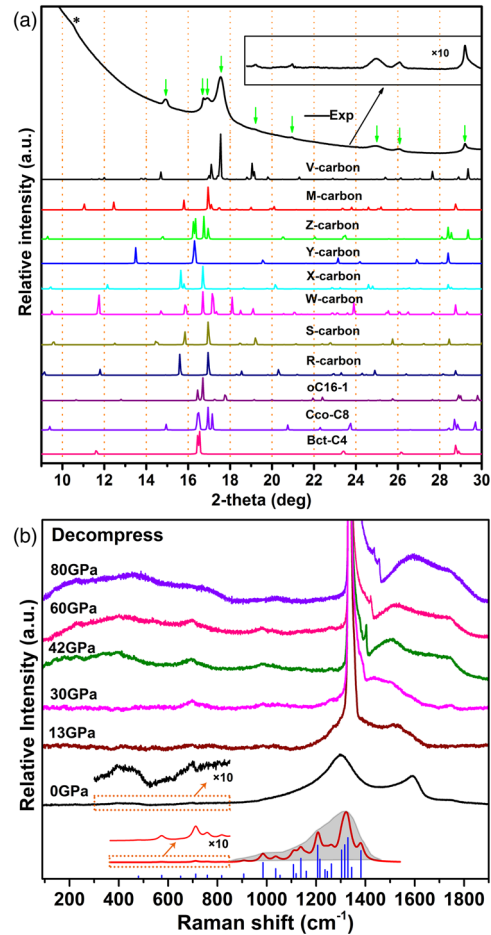 (a)
*
×10
Exp
V-carbon
M-carbon
Z-carbon
Y-carbon
X-carbon
W-carbon
S-carbon
R-carbon
oC16-1
Cco-C8
Bct-C4
Relative intensity (a.u.)
10 12 14 16 18 20 22 24 26 28 30
2-theta (deg)
(b)
Decompress
80GPa
60GPa
42GPa
30GPa
13GPa
0GPa
×10
×10
Relative Intensity (a.u.)
200 400 600 800 1000 1200 1400 1600 1800
Raman shift (cm-1)